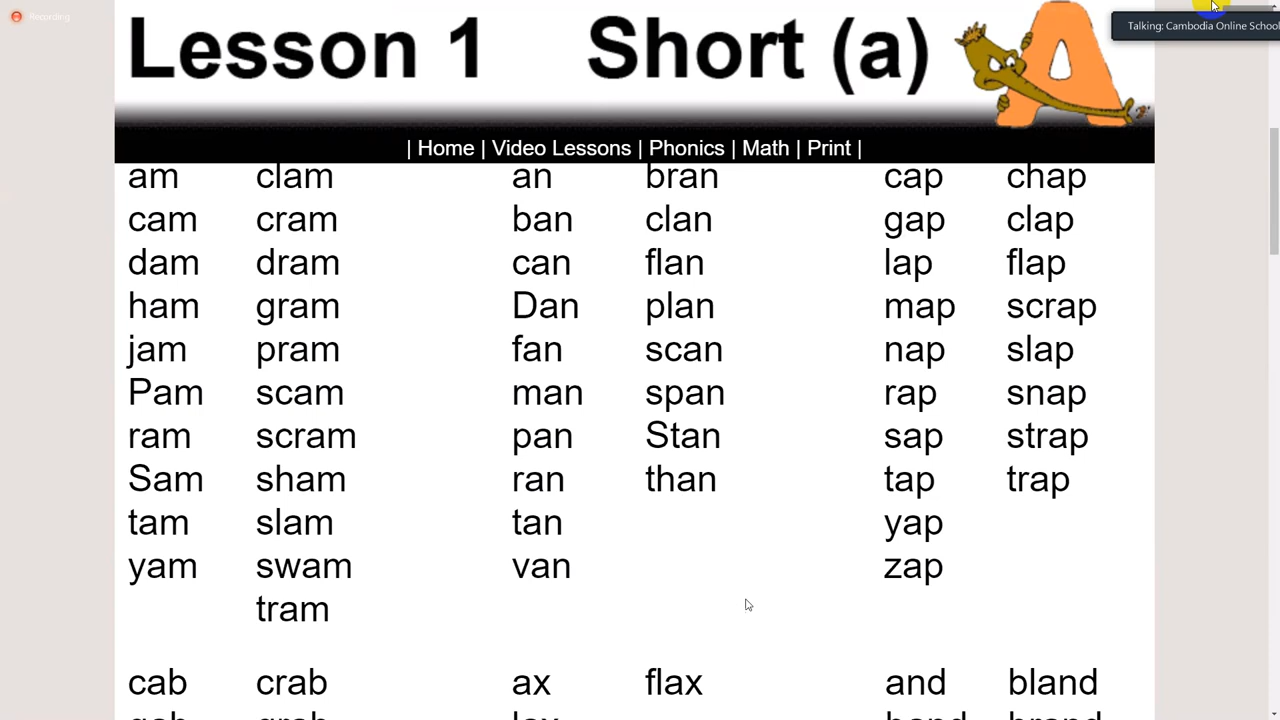 Recording
Talking: Cambodia Online School
Lesson 1 Short (a)
A
| Home | Video Lessons | Phonics | Math | Print |
am clam an bran cap chap
cam cram ban clan gap clap
dam dram can flan lap flap
ham gram Dan plan map scrap
jam pram fan scan nap slap
Pam scam man span rap snap
ram scram pan Stan sap strap
Sam sham ran than tap trap
tam slam tan yap
yam swam van zap
tram
cab crab ax flax and bland